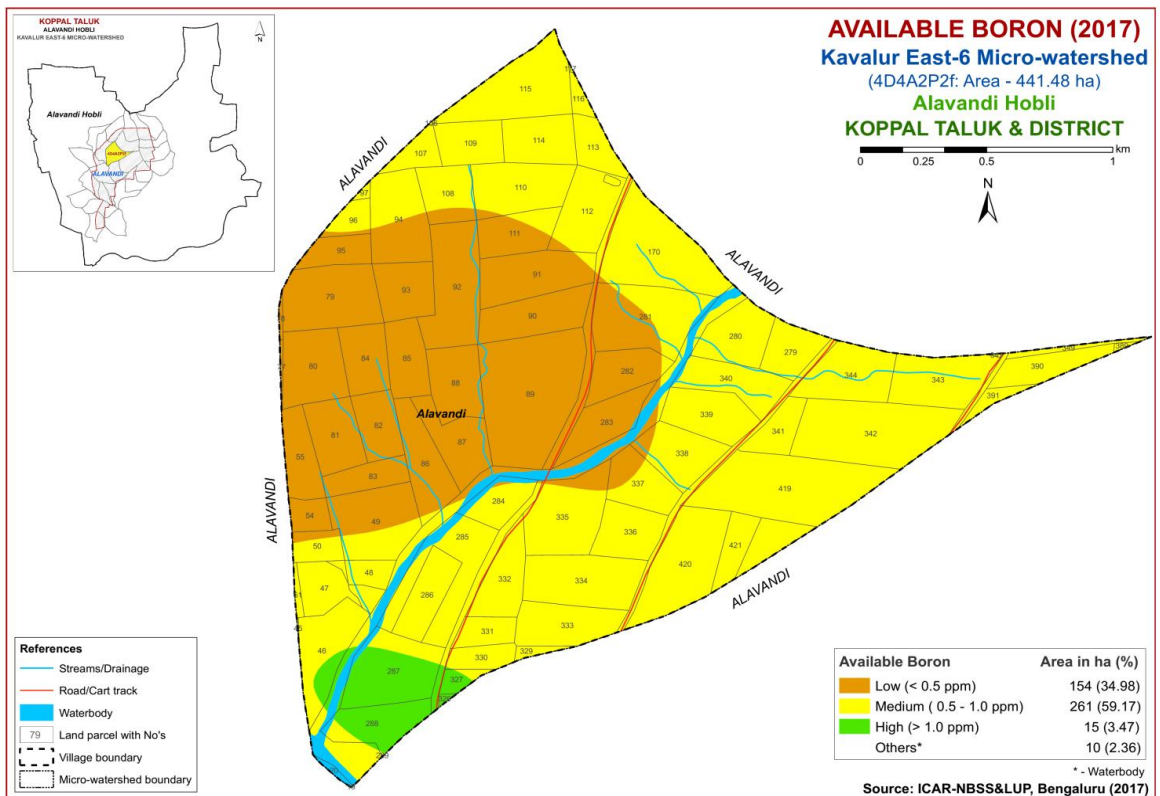 KOPPAL TALUK
ALAVANDI HOBLI
KAVALUR EAST-6 MICRO-WATERSHED
N
Alavandi Hobli
4D4A2P2f
ALAVANDI
AVAILABLE BORON (2017)
Kavalur East-6 Micro-watershed
(4D4A2P2f: Area - 441.48 ha)
Alavandi Hobli
KOPPAL TALUK & DISTRICT
km
0 0.25 0.5 1
N
115
116
109 114 113
107
ALAVANDI
108 110
97
96 94 112
111
95 170
ALAVANDI
91
79 93 92
90 281
280
279
84 85
80 282 344 343 390
88 340
89 391
Alavandi
339
82 283 341 342
81 87
338
55 86
83 337 419
ALAVANDI
54 49 284 335
285 336
50 421
48 420
47 286 332 334
ALAVANDI
331 333
46 330 329
287 327
288
References
Streams/Drainage
Road/Cart track
Waterbody
79 Land parcel with No's
Village boundary
Micro-watershed boundary
Available Boron Area in ha (%)
Low (< 0.5 ppm) 154 (34.98)
Medium ( 0.5 - 1.0 ppm) 261 (59.17)
High (> 1.0 ppm) 15 (3.47)
Others* 10 (2.36)
* - Waterbody
Source: ICAR-NBSS&LUP, Bengaluru (2017)